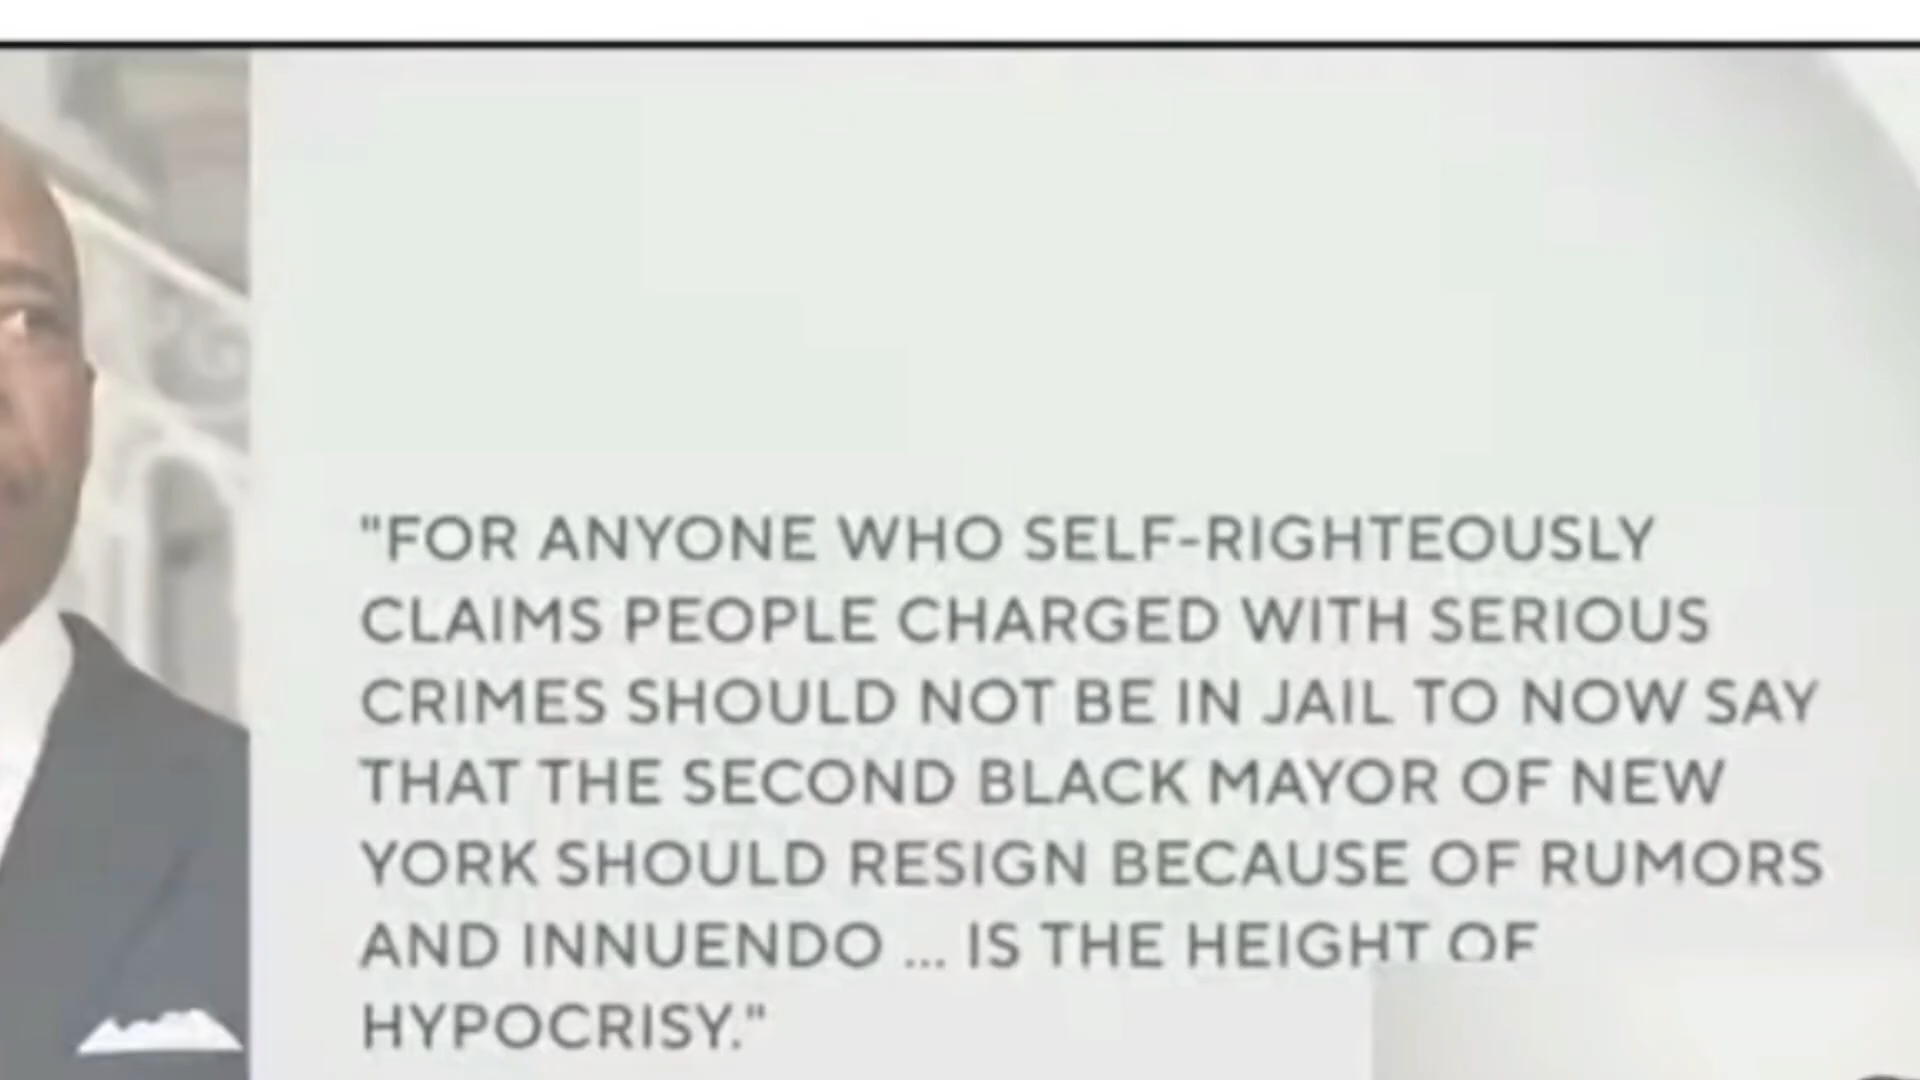 "FOR ANYONE WHO SELF-RIGHTEOUSLY
CLAIMS PEOPLE CHARGED WITH SERIOUS
CRIMES SHOULD NOT BE IN JAIL TO NOW SAY
THAT THE SECOND BLACK MAYOR OF NEW
YORK SHOULD RESIGN BECAUSE OF RUMORS
AND INNUENDO ... IS THE HEIGHT OF
HYPOCRISY."